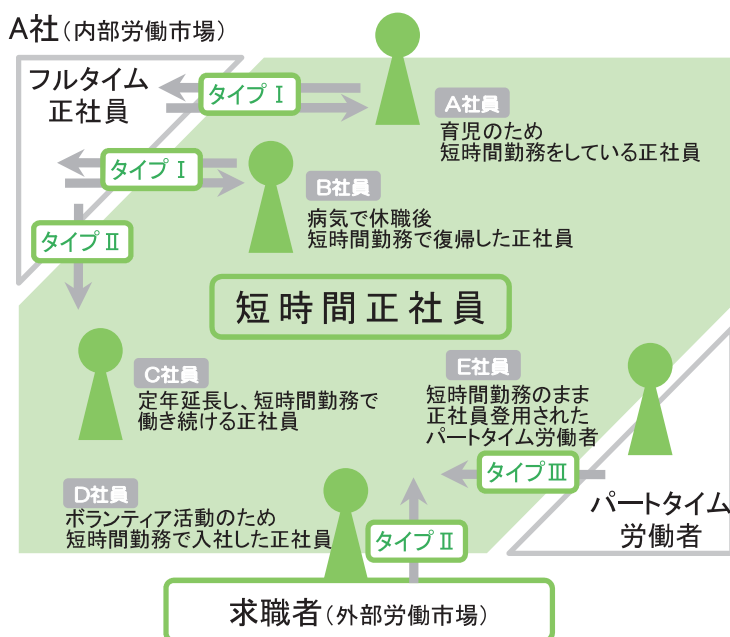 A社（内部労働市場）
フルタイム
正社員
タイプⅠ
A社員
育児のため
短時間勤務をしている正社員
タイプⅠ
B社員
病気で休職後
短時間勤務で復帰した正社員
タイプⅡ
短時間正社員
C社員
定年延長し、短時間勤務で
働き続ける正社員
E社員
短時間勤務のまま
正社員登用された
パートタイム労働者
タイプⅢ
パートタイム
労働者
D社員
ボランティア活動のため
短時間勤務で入社した正社員
タイプⅡ
求職者（外部労働市場）